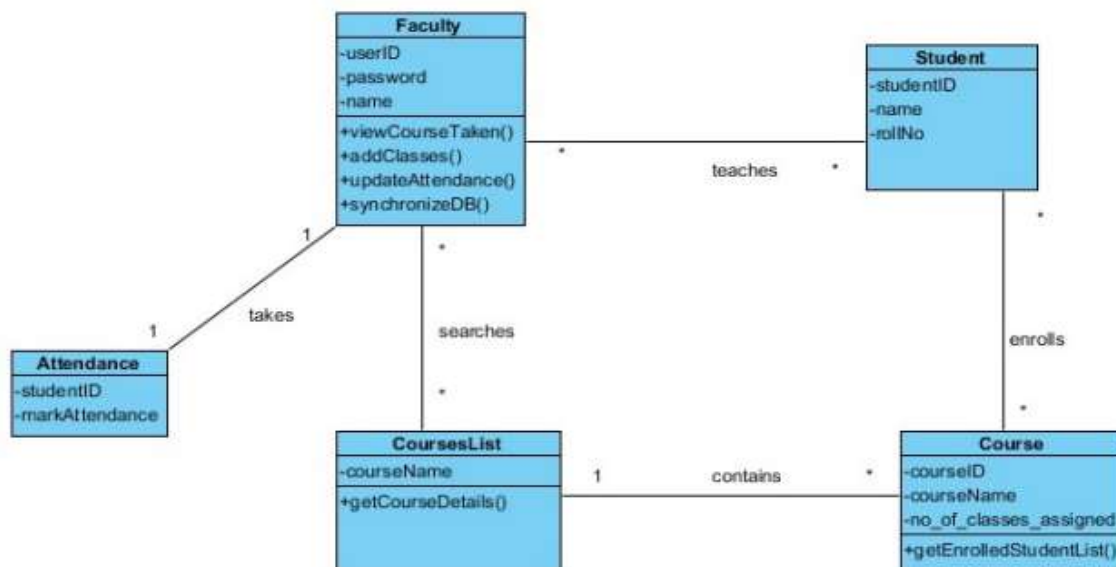 Faculty
-userID
-password
-name
+viewCourseTaken()
+addClasses()
+updateAttendance()
+synchronizeDB()
Student
-studentID
-name
-rollNo
*
*
teaches
1
*
*
takes
1
searches
enrolls
Attendance
-studentID
-markAttendance
*
*
CoursesList
-courseName
+getCourseDetails()
1
contains
*
Course
-courseID
-courseName
-no_of_classes_assigned
+getEnrolledStudentList()